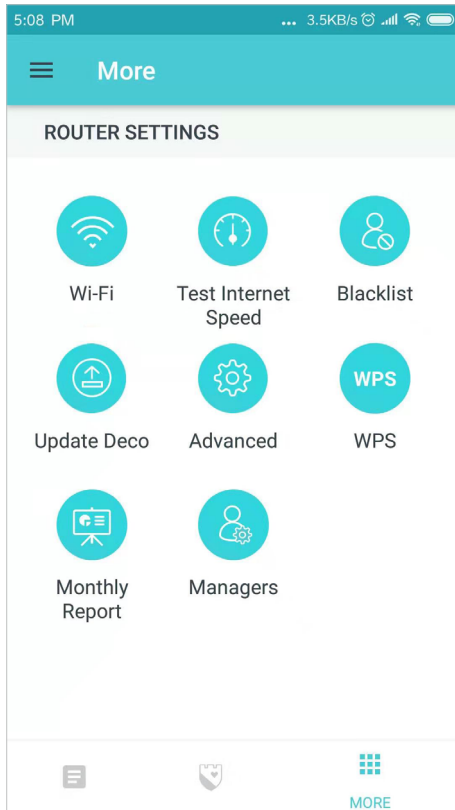 5:08 PM ... 3.5KB/s
More
ROUTER SETTINGS
Wi-Fi
Test Internet
Speed
Blacklist
Update Deco
Advanced
WPS
WPS
Monthly
Report
Managers
MORE